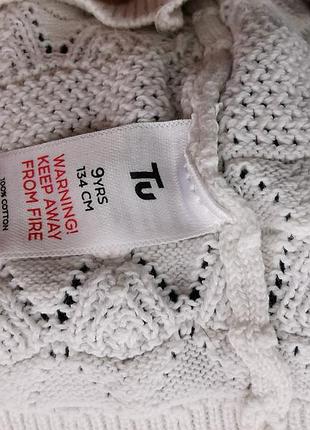 Tu
9YRS
134 CM
WARNING!
KEEP AWAY
FROM FIRE
100% COTTON